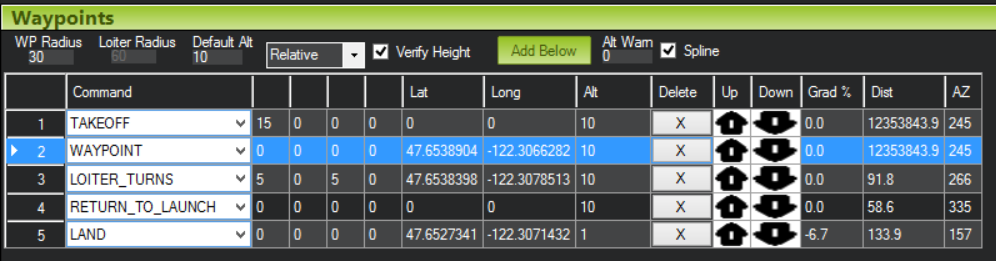 Waypoints
WP Radius Loiter Radius Default Alt Alt Warn
30 60 10 Relative Verify Height Add Below 0 Spline
Command Lat Long Alt Delete Up Down Grad % Dist AZ
1 TAKEOFF 15 0 0 0 0 0 10 X 0.0 12353843.9 245
2 WAYPOINT 0 0 0 0 47.6538904 -122.3066282 10 X 0.0 12353843.9 245
3 LOITER_TURNS 5 0 5 0 47.6538398 -122.3078513 10 X 0.0 91.8 266
4 RETURN_TO_LAUNCH 0 0 0 0 0 0 10 X 0.0 58.6 335
5 LAND 0 0 0 0 47.6527341 -122.3071432 1 X -6.7 133.9 157